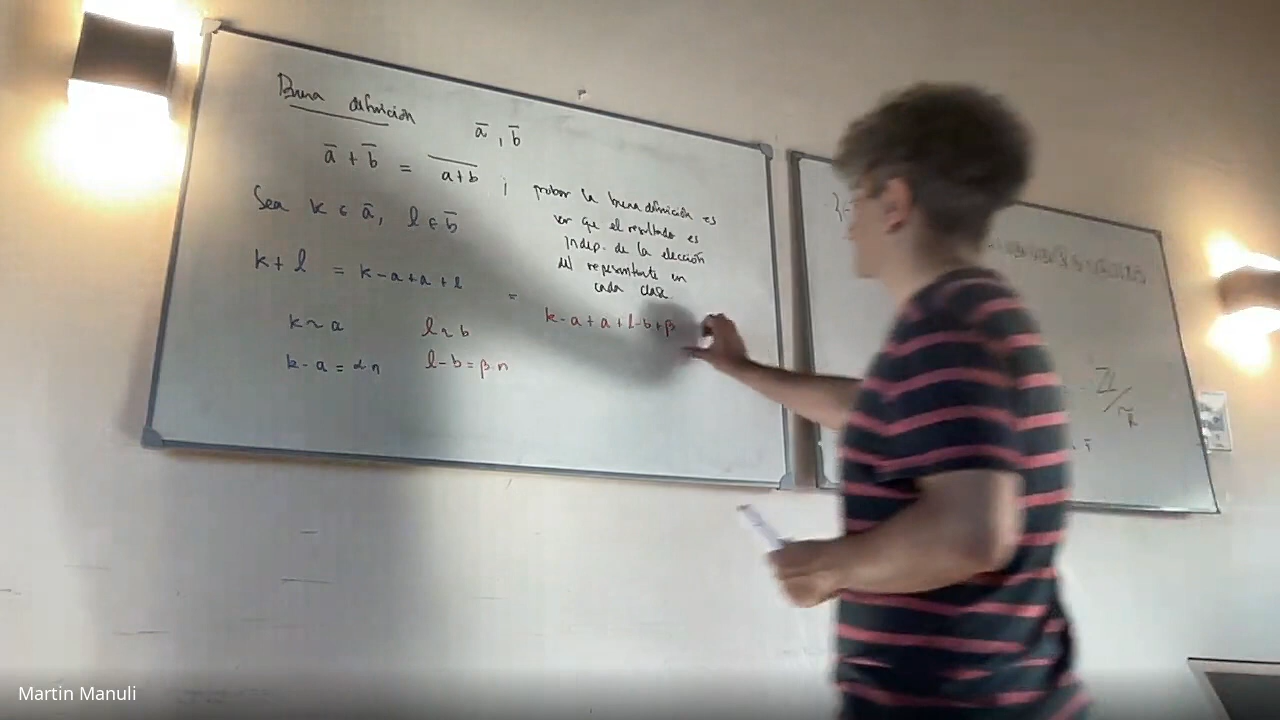 Buena definición
a̅ , b̅
a̅ + b̅ = \overline{a+b} ;
probar la buena definición es
ver que el resultado es
indep. de la elección
del representante en
cada clase.
Sea k ∈ a̅, l ∈ b̅
k + l = k - a + a + l =
k - a + a + l - b + β
k ~ a l ~ b
k - a = α·n l - b = β·n
ℤ/~
Martin Manuli